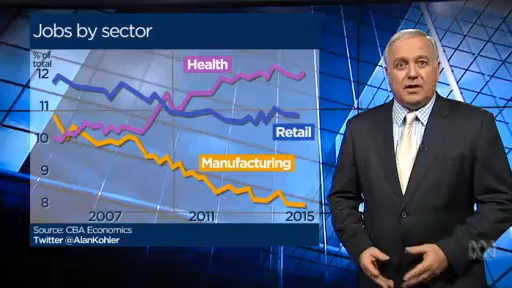 Jobs by sector
% of
total
12
11
10
9
8
Health
Retail
Manufacturing
2007
2011
2015
Source: CBA Economics
Twitter @AlanKohler